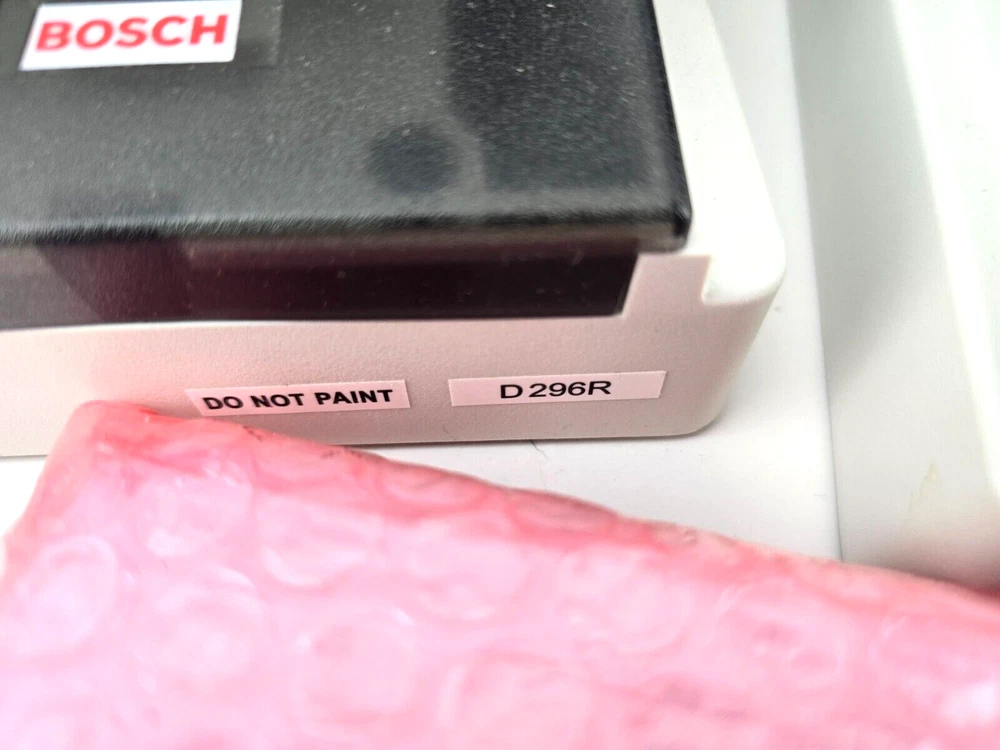 BOSCH
DO NOT PAINT
D296R